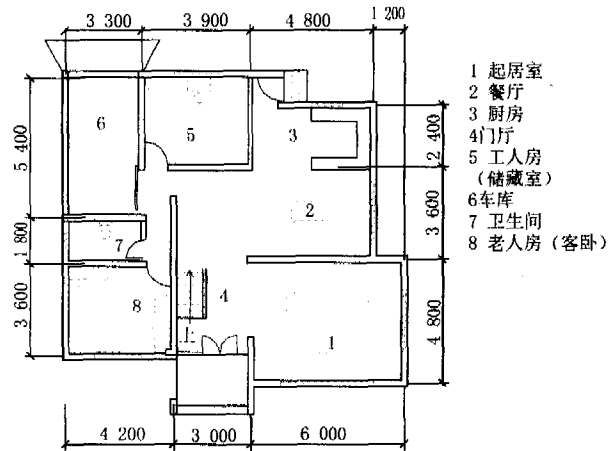 3 300
3 900
4 800
1 200
5 400
1 800
3 600
6
5
3
2
7
8
4
上
1
2 400
3 600
4 800
4 200
3 000
6 000
1 起居室
2 餐厅
3 厨房
4门厅
5 工人房
（储藏室）
6车库
7 卫生间
8 老人房（客卧）